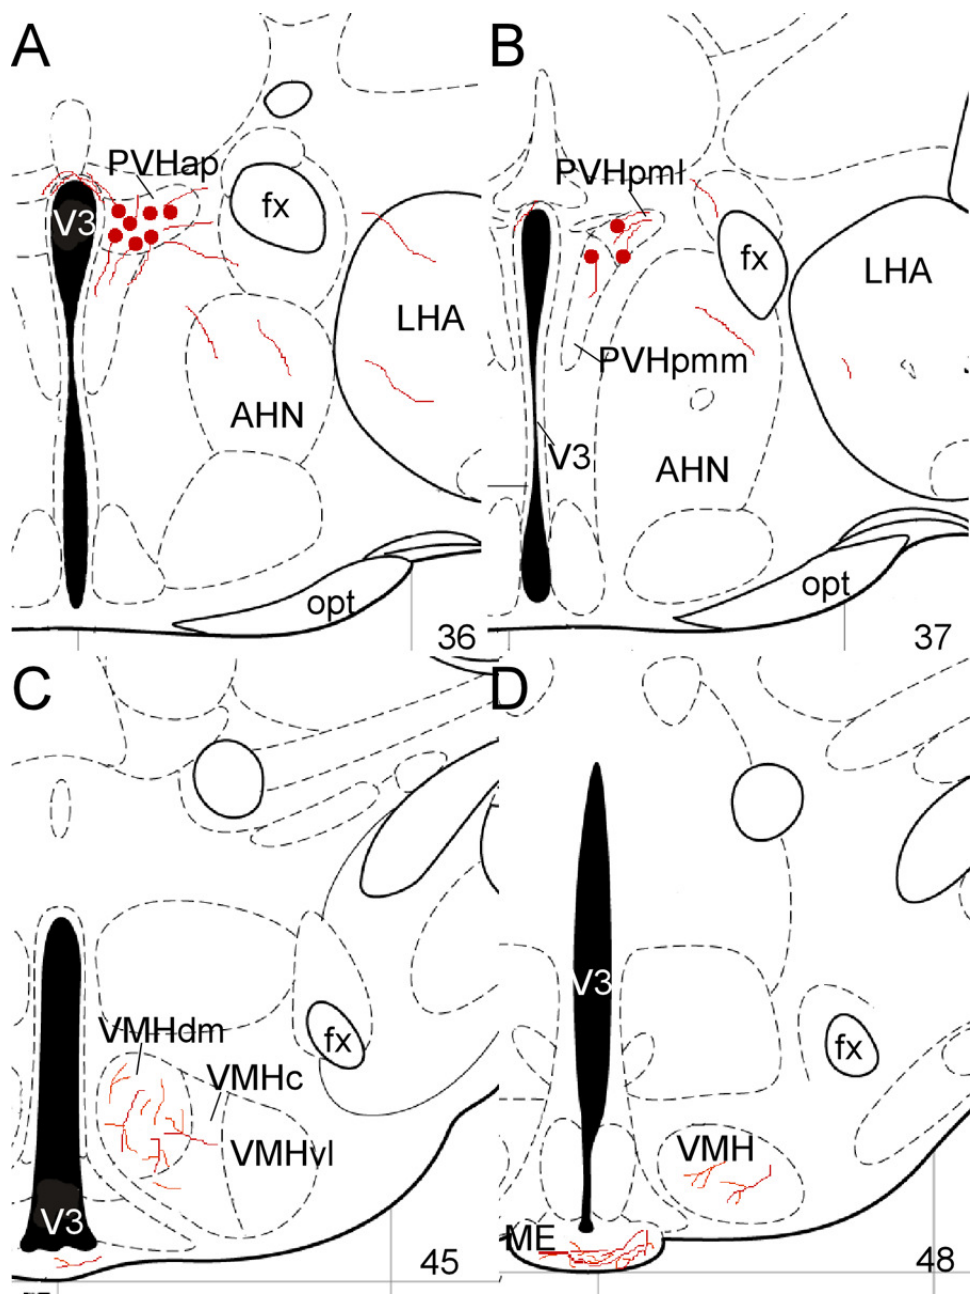 A
PVHap
V3
fx
LHA
AHN
opt
36
B
PVHpml
fx
LHA
PVHpmm
V3
AHN
opt
37
C
VMHdm
fx
VMHc
VMHvl
V3
45
D
V3
fx
VMH
ME
48